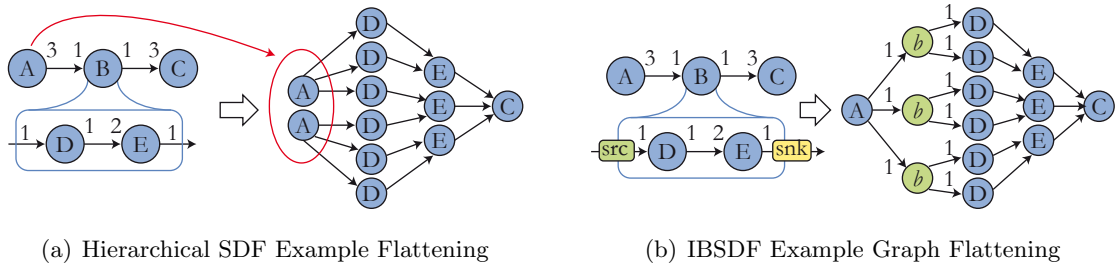 A 3 1 B 1 3 C
1 D 1 2 E 1
A A
D D D D D D
E E E
C
(a) Hierarchical SDF Example Flattening
A 3 1 B 1 3 C
src 1 D 1 2 E 1 snk
A 1 1 1
b b b
1 1 1 1 1 1
D D D D D D
E E E
C
(b) IBSDF Example Graph Flattening